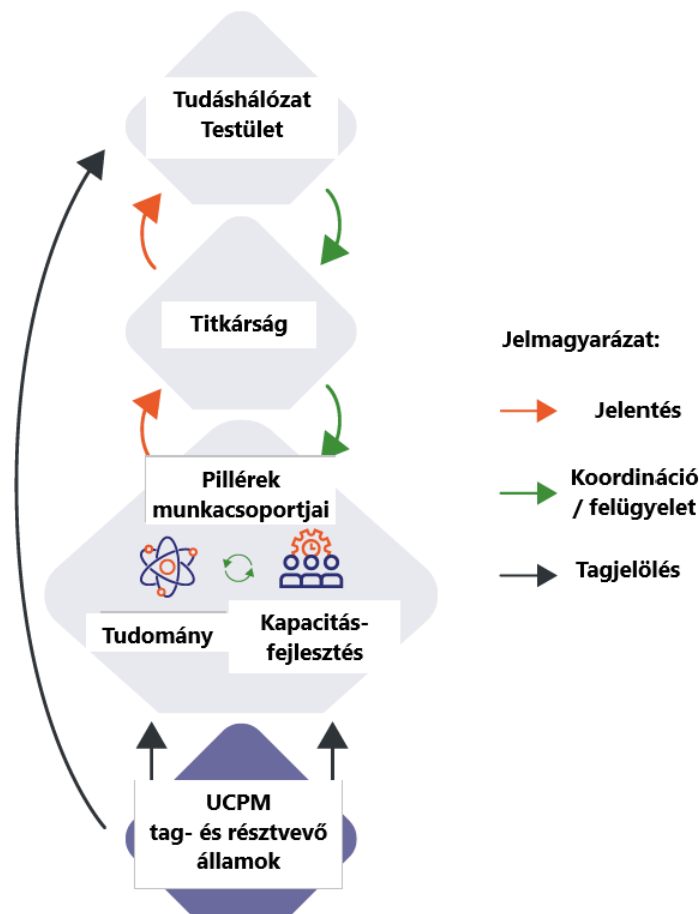 Tudáshálózat
Testület
Titkárság
Pillérek
munkacsoportjai
Tudomány
Kapacitás-
fejlesztés
UCPM
tag- és résztvevő
államok
Jelmagyarázat:
Jelentés
Koordináció
/ felügyelet
Tagjelölés